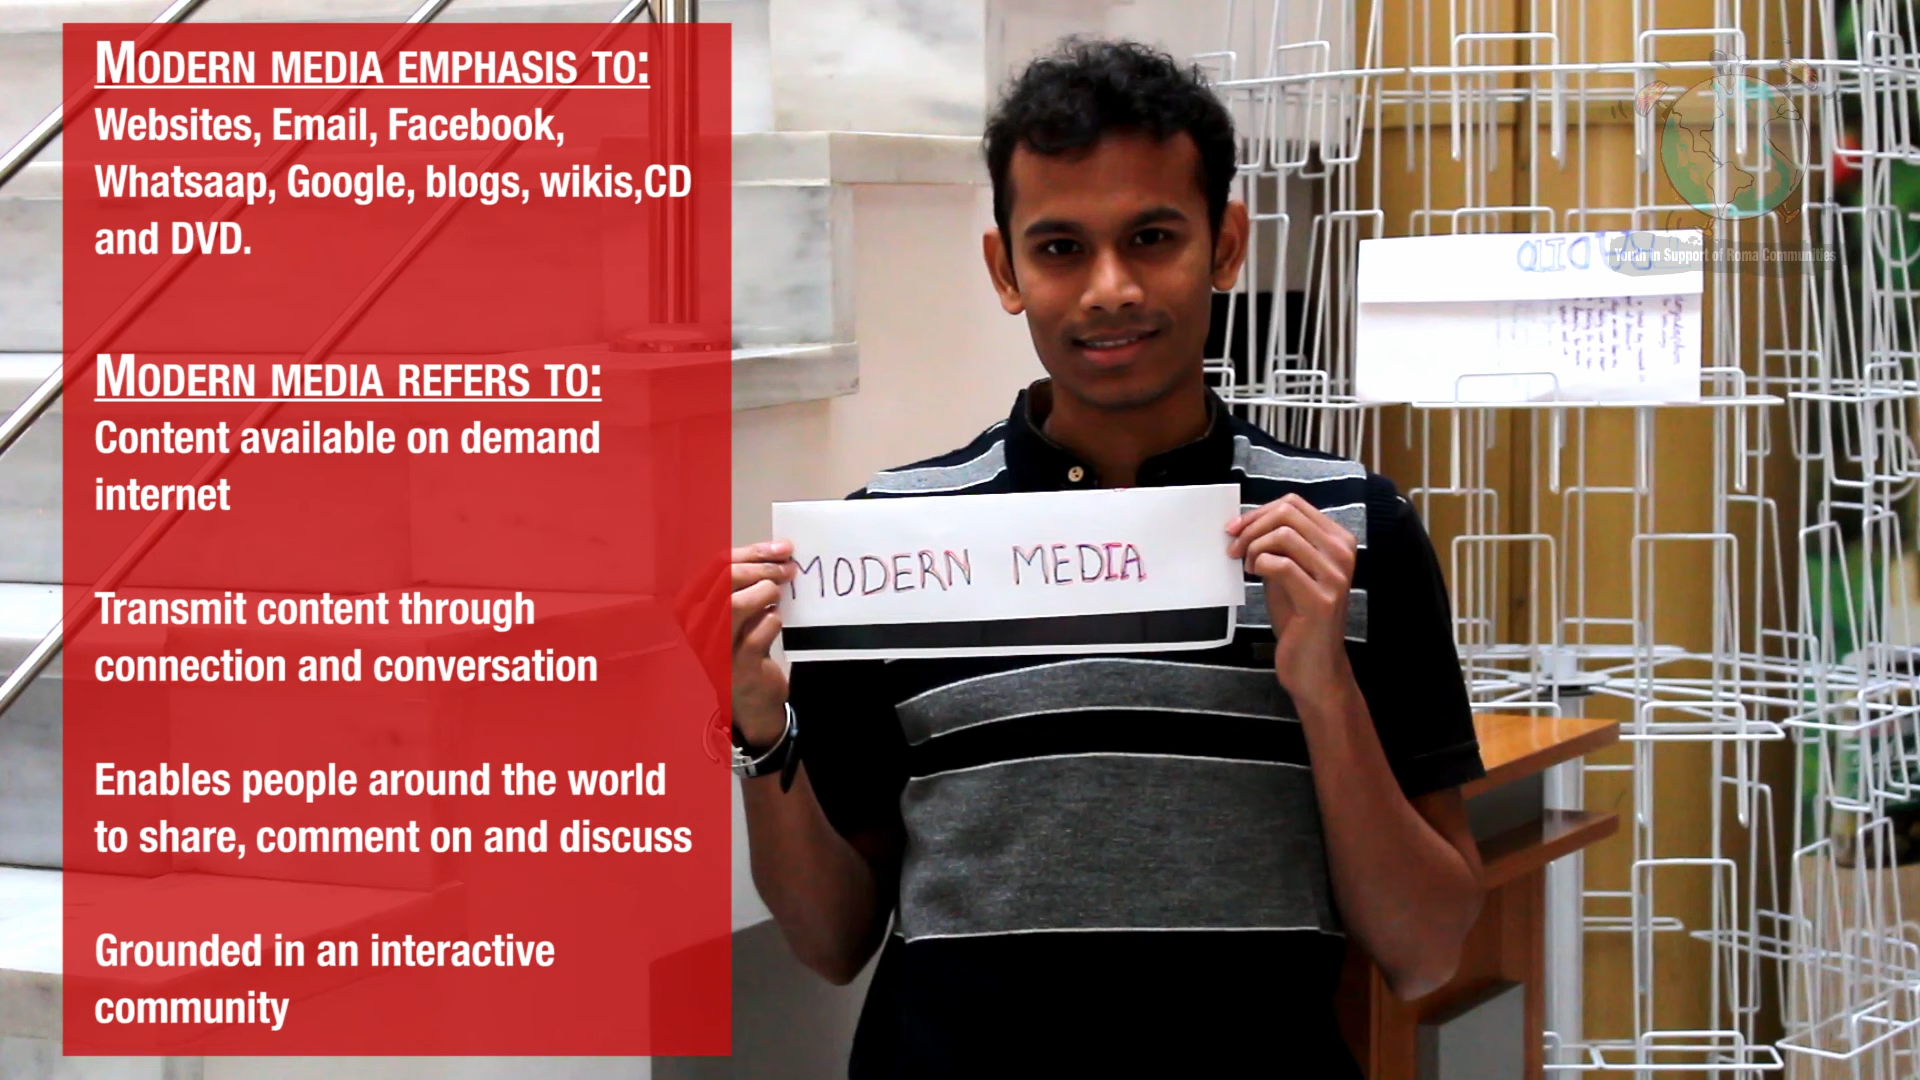 MODERN MEDIA EMPHASIS TO:
Websites, Email, Facebook,
Whatsaap, Google, blogs, wikis,CD
and DVD.
MODERN MEDIA REFERS TO:
Content available on demand
internet
Transmit content through
connection and conversation
Enables people around the world
to share, comment on and discuss
Grounded in an interactive
community
MODERN MEDIA
RADIO
Youth in Support of Roma Communities